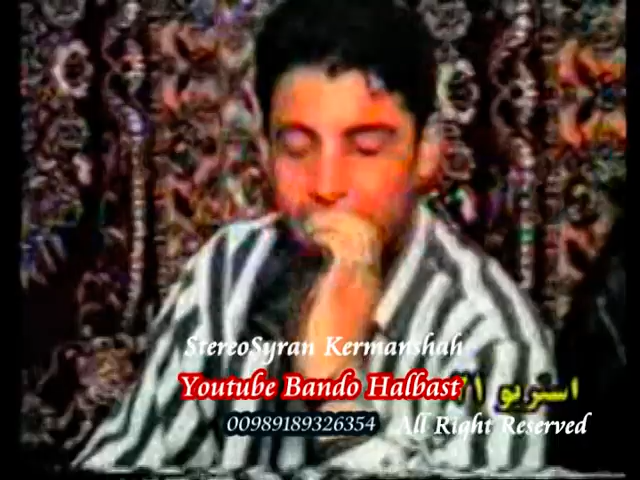 StereoSyran Kermanshah
Youtube Bando Halbast
استریو
00989189326354
All Right Reserved